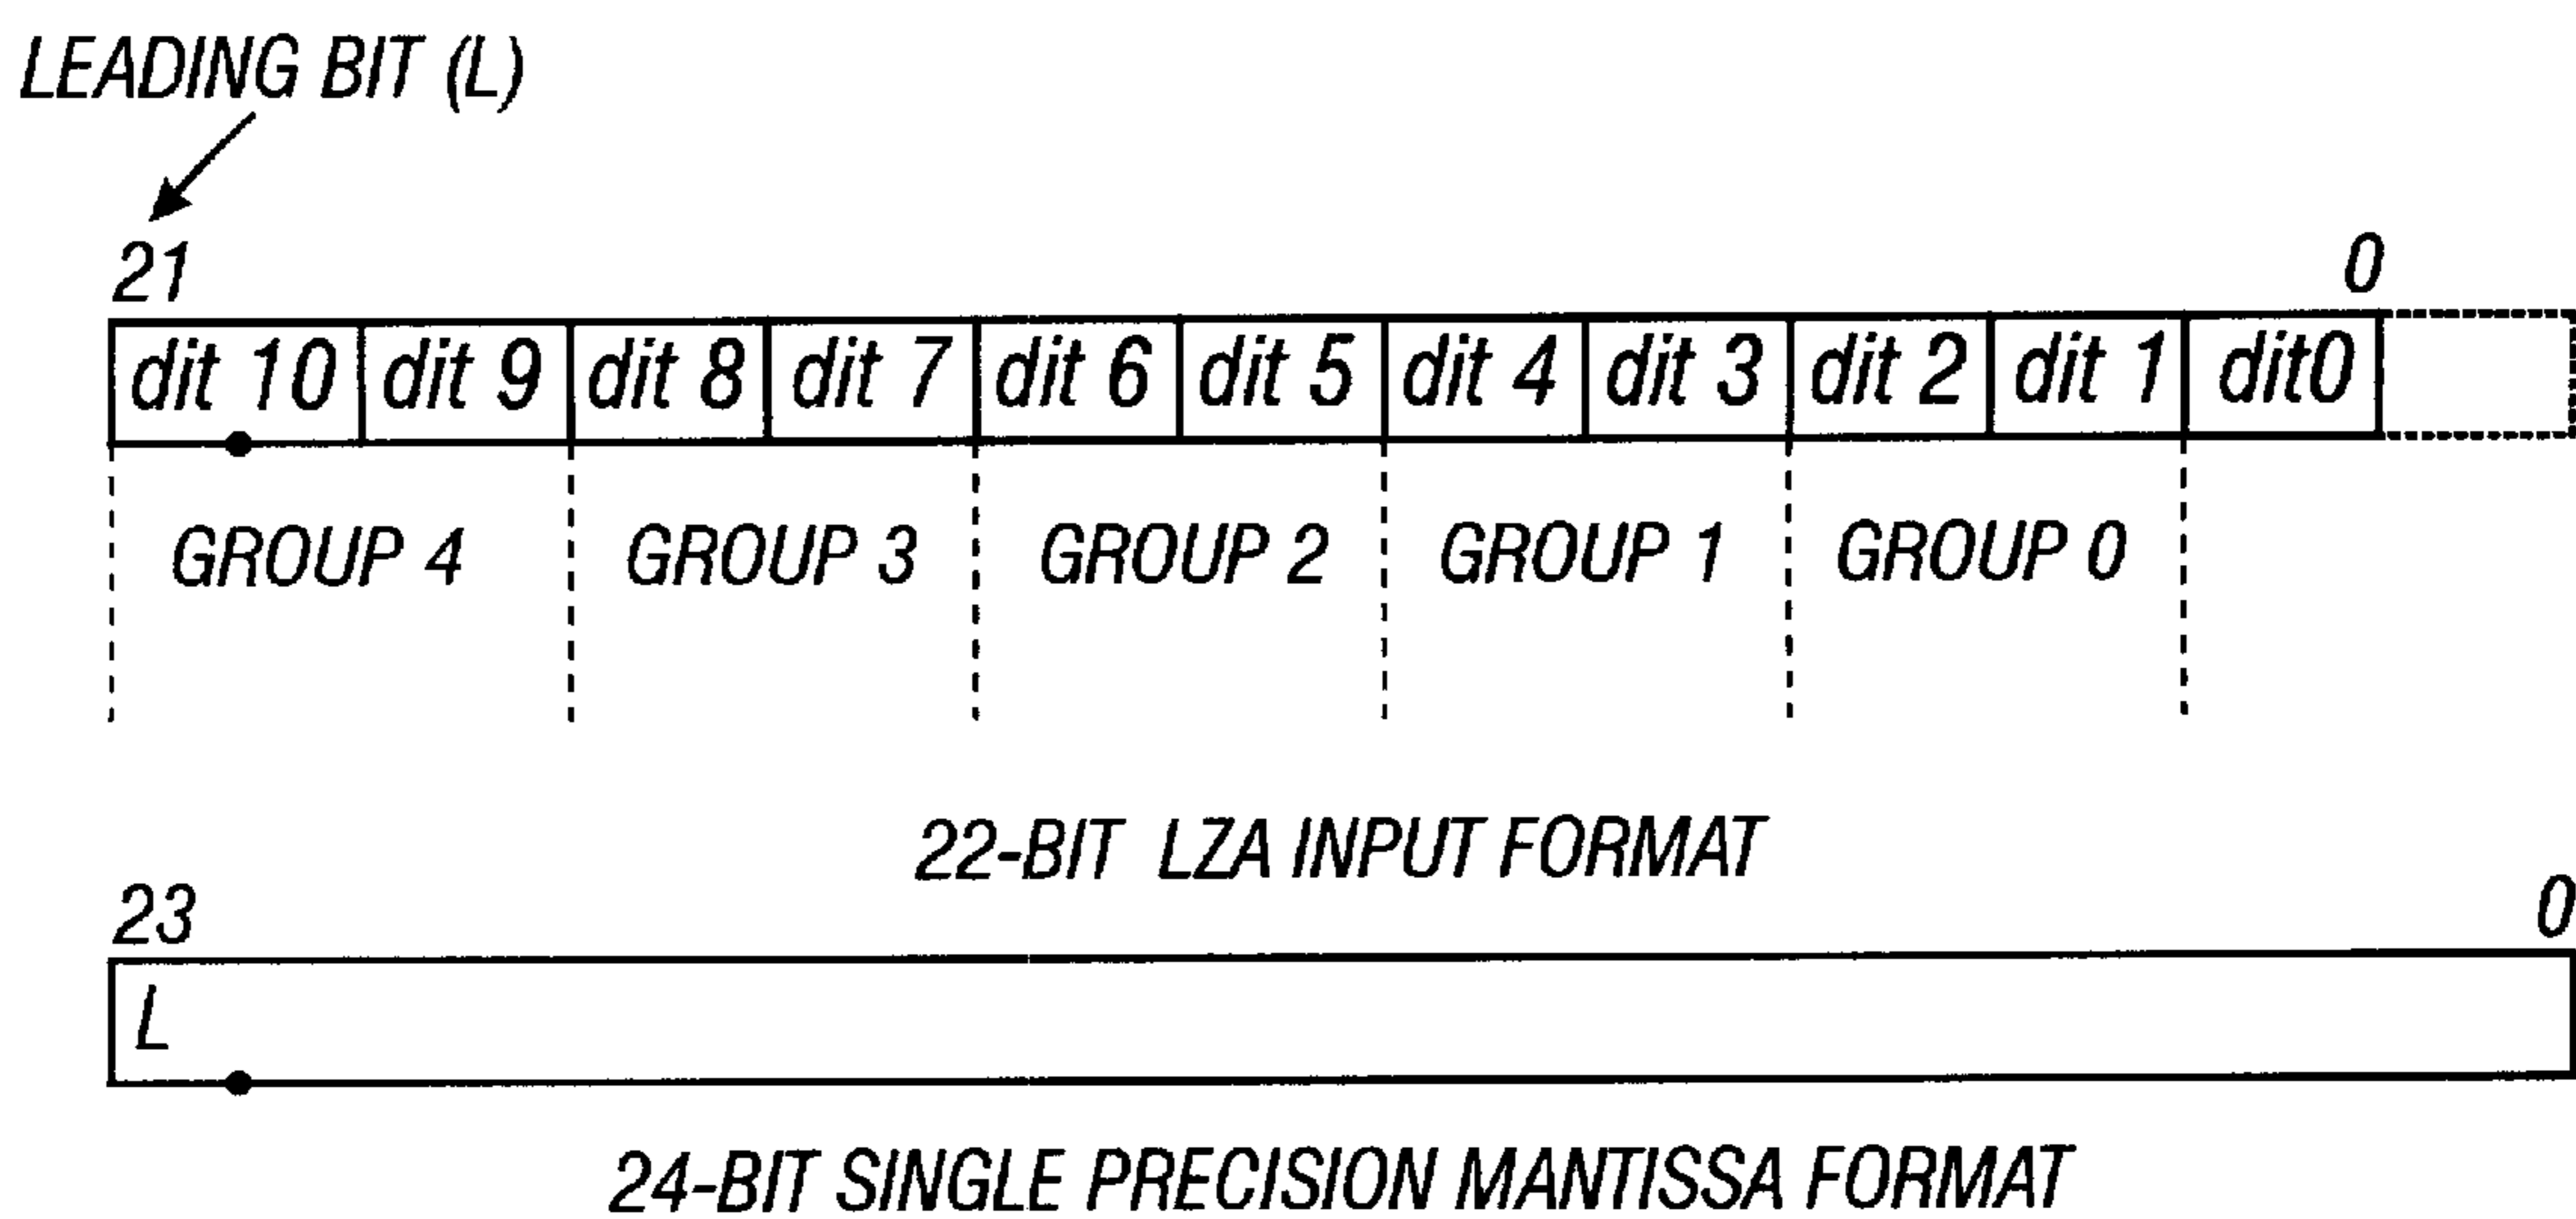 LEADING BIT (L)
21 0
dit 10 dit 9 dit 8 dit 7 dit 6 dit 5 dit 4 dit 3 dit 2 dit 1 dit0
GROUP 4 GROUP 3 GROUP 2 GROUP 1 GROUP 0
22-BIT LZA INPUT FORMAT
23 0
L
24-BIT SINGLE PRECISION MANTISSA FORMAT